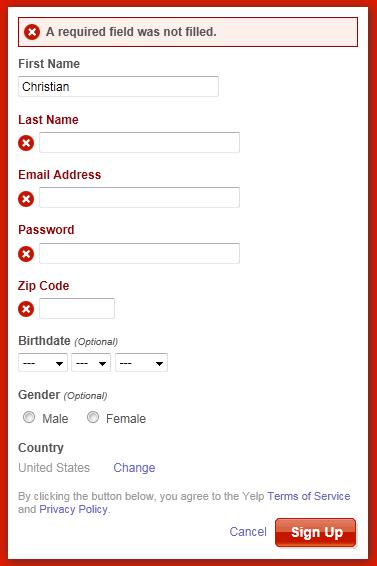 A required field was not filled.
First Name
Christian
Last Name
Email Address
Password
Zip Code
Birthdate (Optional)
--- --- ---
Gender (Optional)
Male Female
Country
United States Change
By clicking the button below, you agree to the Yelp Terms of Service
and Privacy Policy.
Cancel Sign Up